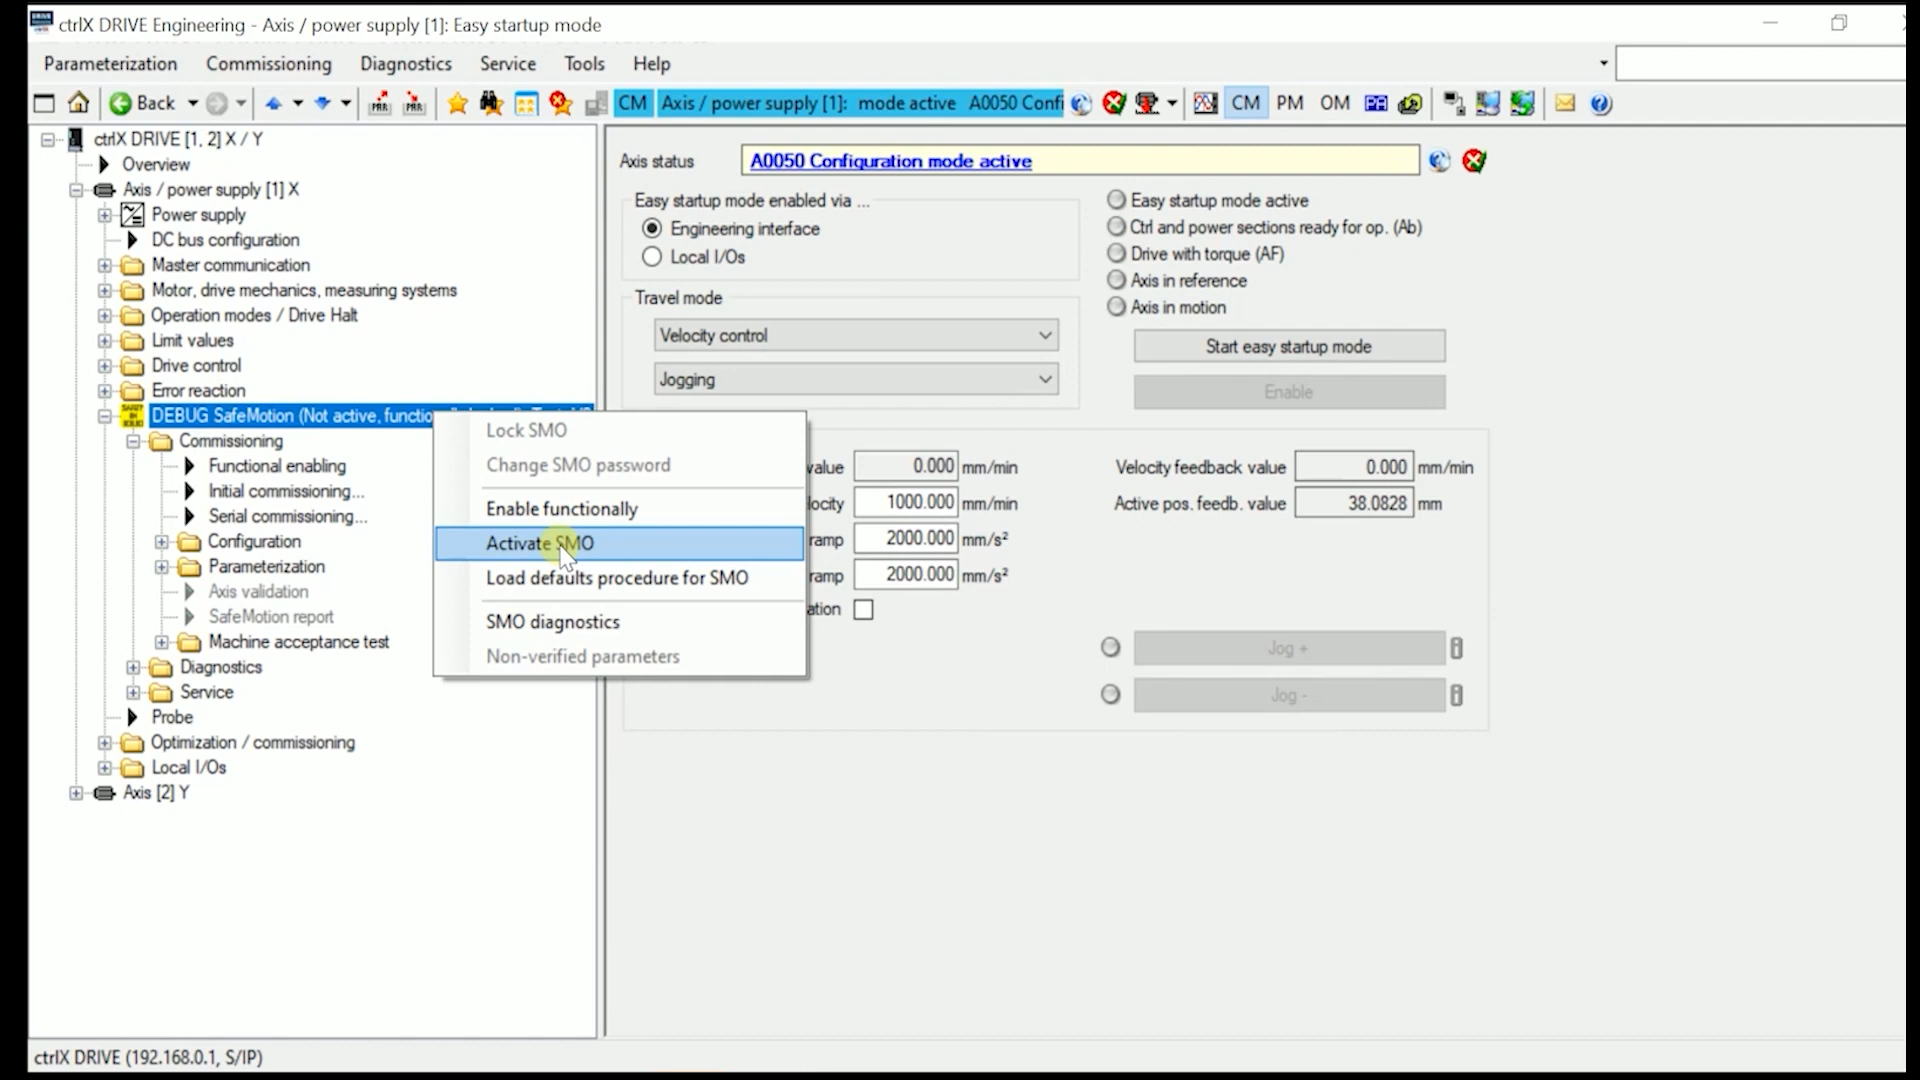 ctrlX DRIVE Engineering - Axis / power supply [1]: Easy startup mode
Parameterization Commissioning Diagnostics Service Tools Help
Back CM Axis / power supply [1]: mode active A0050 Confi CM PM OM
ctrlX DRIVE [1, 2] X / Y
Overview
Axis / power supply [1] X
Power supply
DC bus configuration
Master communication
Motor, drive mechanics, measuring systems
Operation modes / Drive Halt
Limit values
Drive control
Error reaction
DEBUG SafeMotion (Not active, functio
Commissioning
Functional enabling
Initial commissioning...
Serial commissioning...
Configuration
Parameterization
Axis validation
SafeMotion report
Machine acceptance test
Diagnostics
Service
Probe
Optimization / commissioning
Local I/Os
Axis [2] Y
Lock SMO
Change SMO password
Enable functionally
Activate SMO
Load defaults procedure for SMO
SMO diagnostics
Non-verified parameters
Axis status A0050 Configuration mode active
Easy startup mode enabled via ...
Engineering interface
Local I/Os
Travel mode
Velocity control
Jogging
Easy startup mode active
Ctrl and power sections ready for op. (Ab)
Drive with torque (AF)
Axis in reference
Axis in motion
Start easy startup mode
Enable
value 0.000 mm/min
locity 1000.000 mm/min
ramp 2000.000 mm/s²
ramp 2000.000 mm/s²
ation
Velocity feedback value 0.000 mm/min
Active pos. feedb. value 38.0828 mm
Jog +
Jog -
ctrlX DRIVE (192.168.0.1, S/IP)